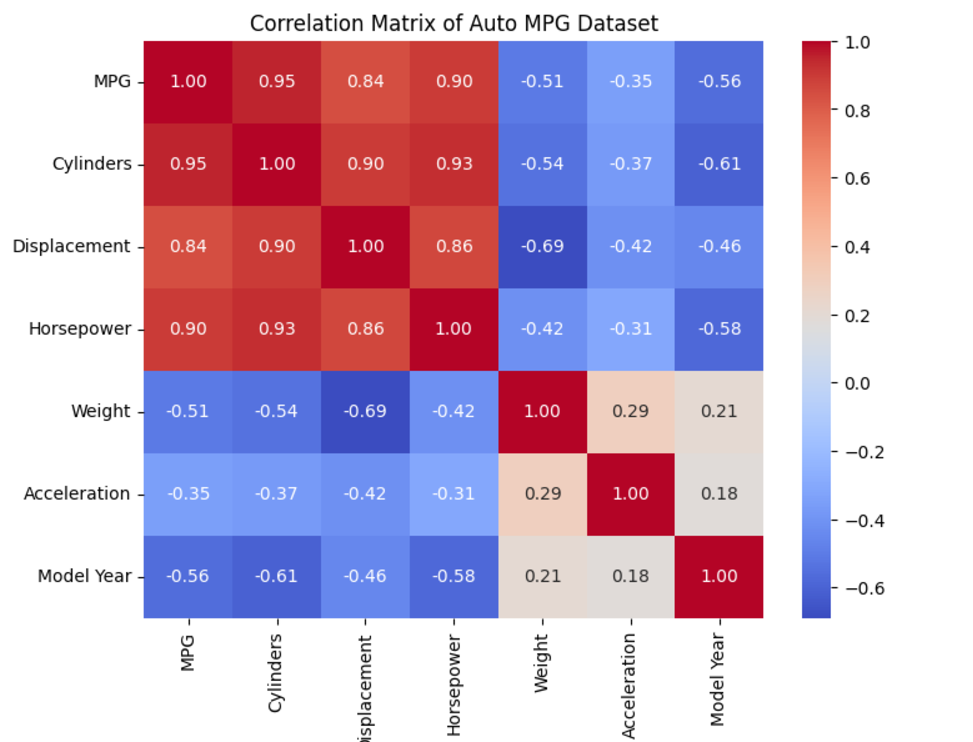 Correlation Matrix of Auto MPG Dataset
MPG 1.00 0.95 0.84 0.90 -0.51 -0.35 -0.56
Cylinders 0.95 1.00 0.90 0.93 -0.54 -0.37 -0.61
Displacement 0.84 0.90 1.00 0.86 -0.69 -0.42 -0.46
Horsepower 0.90 0.93 0.86 1.00 -0.42 -0.31 -0.58
Weight -0.51 -0.54 -0.69 -0.42 1.00 0.29 0.21
Acceleration -0.35 -0.37 -0.42 -0.31 0.29 1.00 0.18
Model Year -0.56 -0.61 -0.46 -0.58 0.21 0.18 1.00
MPG
Cylinders
isplacement
Horsepower
Weight
Acceleration
Model Year
1.0
0.8
0.6
0.4
0.2
0.0
−0.2
−0.4
−0.6